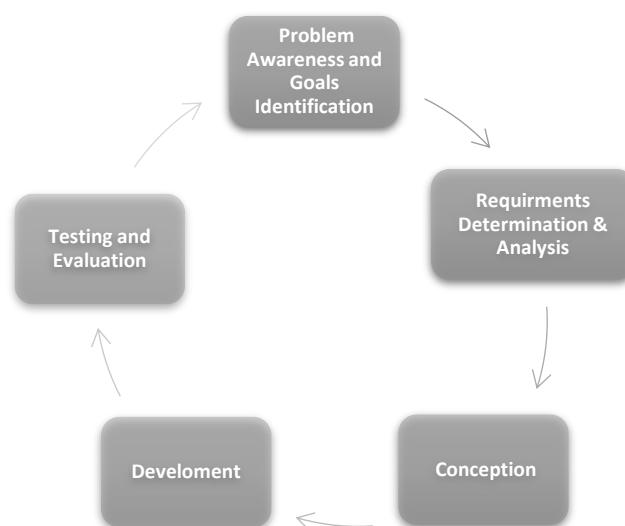 Problem
Awareness and
Goals
Identification
Requirments
Determination &
Analysis
Conception
Develoment
Testing and
Evaluation